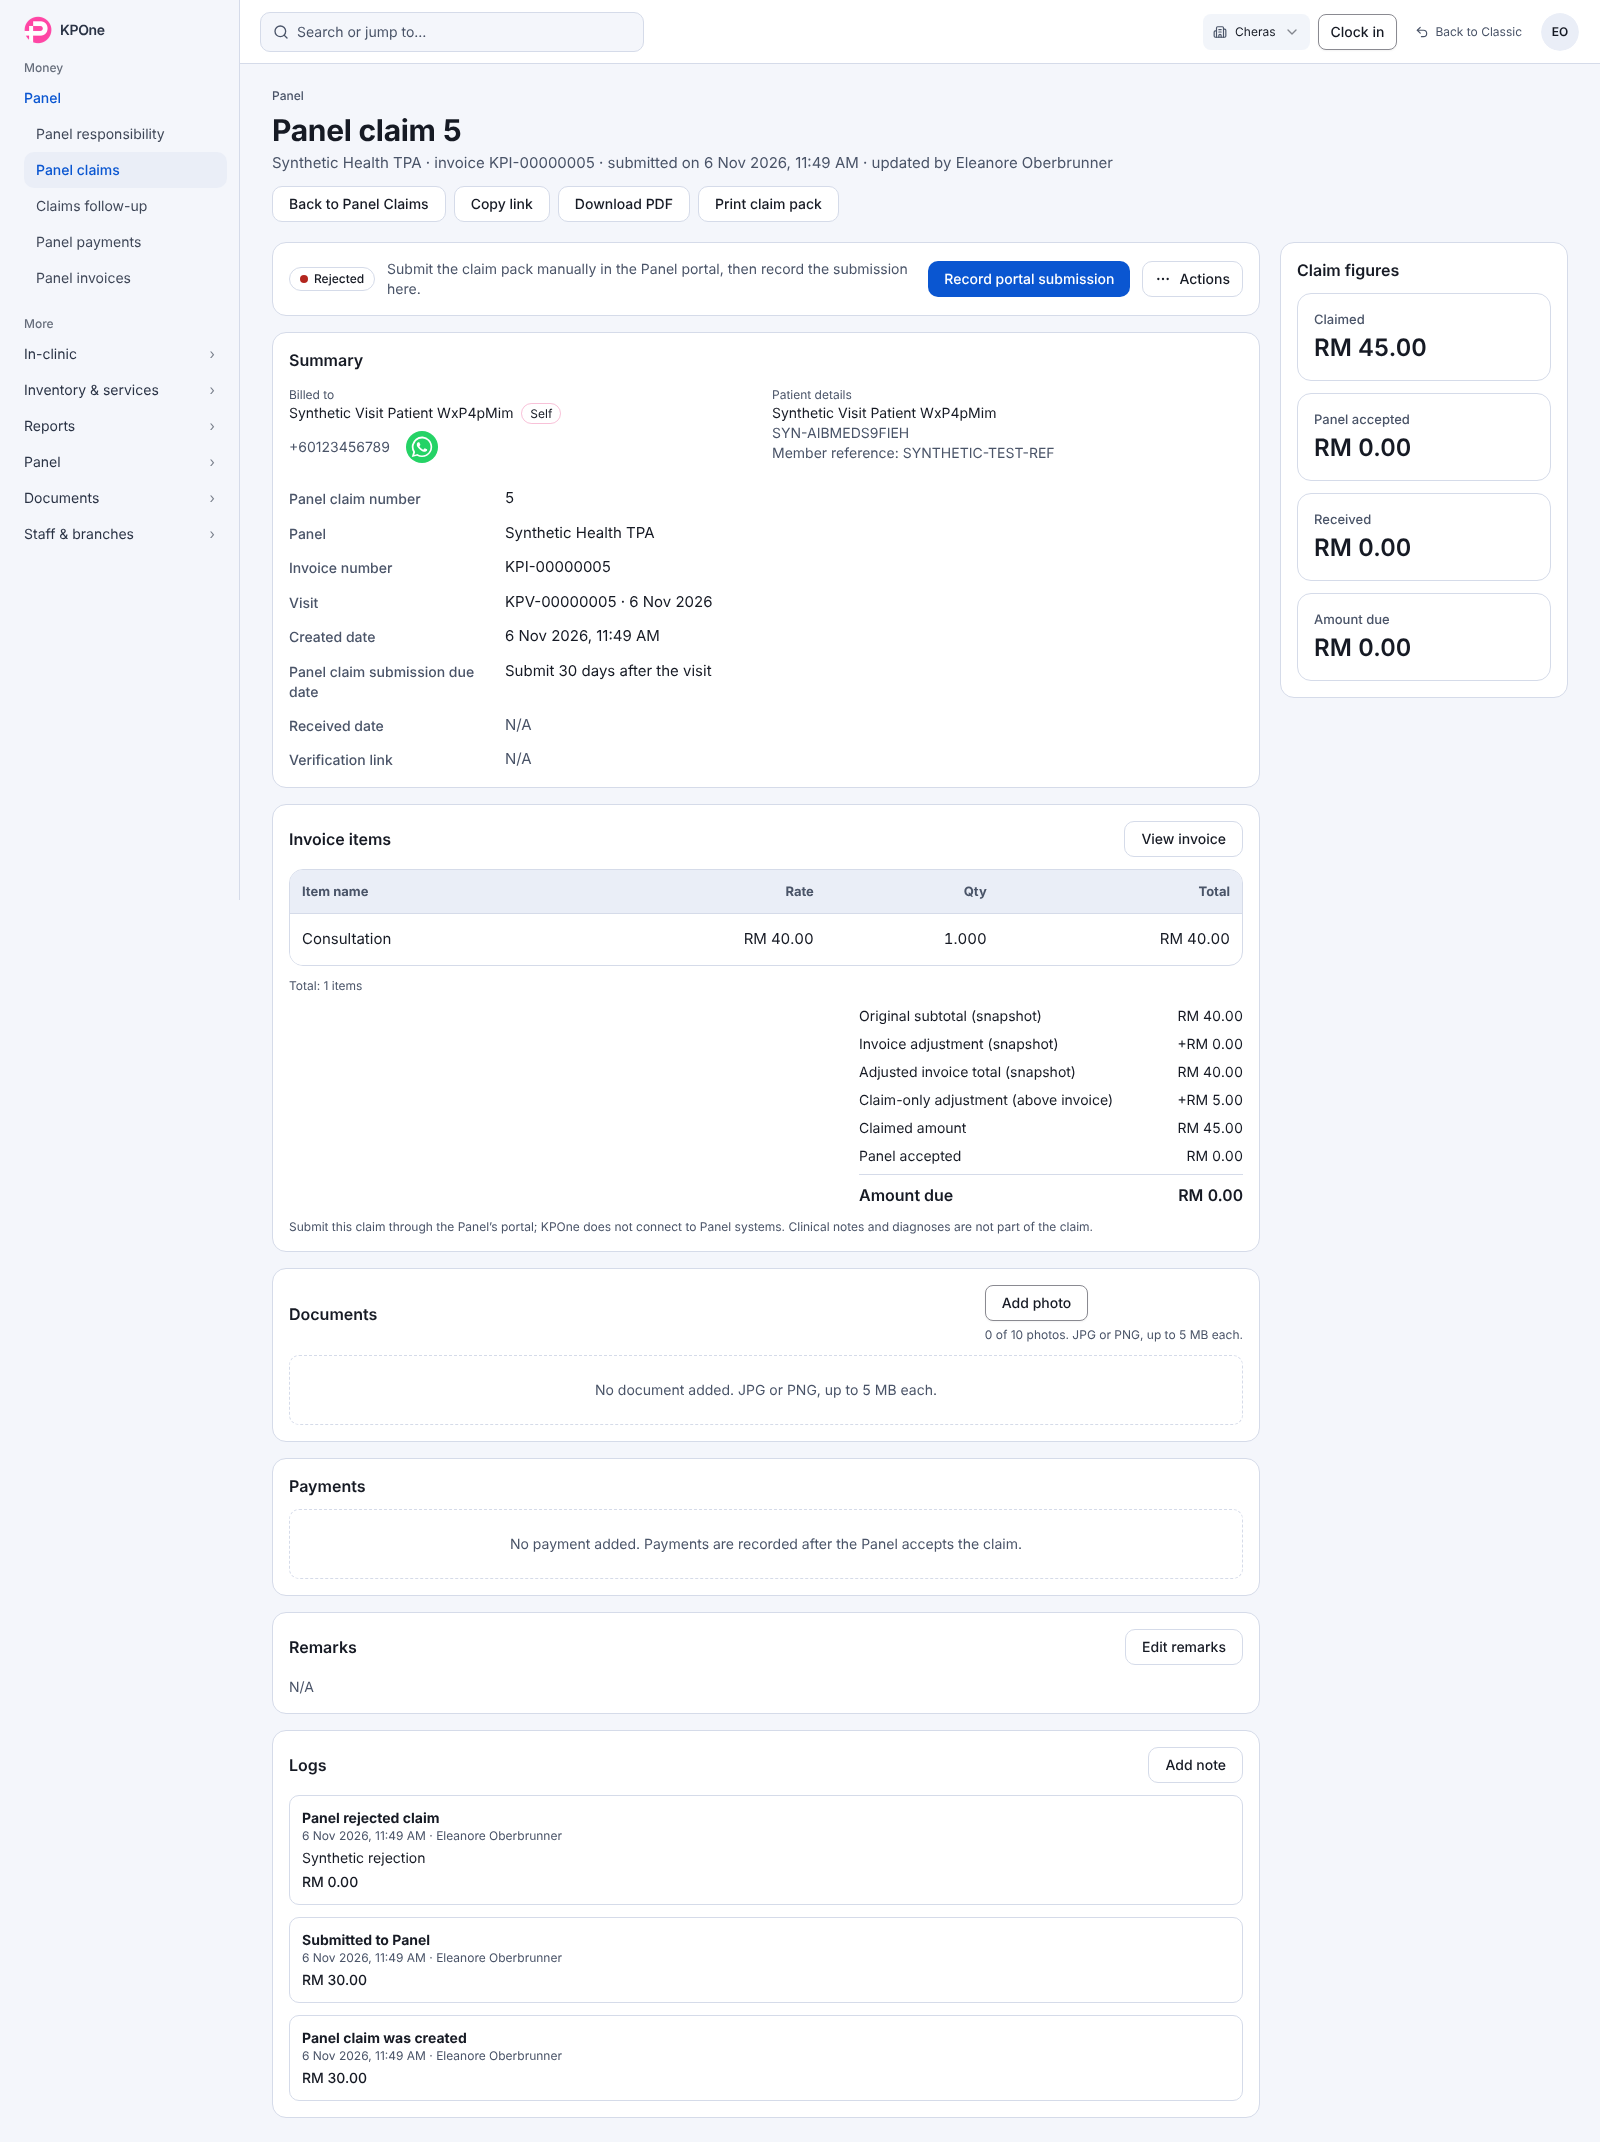 KPOne
Search or jump to...
Cheras
Clock in
Back to Classic
EO
Money
Panel
Panel responsibility
Panel claims
Claims follow-up
Panel payments
Panel invoices
More
In-clinic
Inventory & services
Reports
Panel
Documents
Staff & branches
Panel
Panel claim 5
Synthetic Health TPA · invoice KPI-00000005 · submitted on 6 Nov 2026, 11:49 AM · updated by Eleanore Oberbrunner
Back to Panel Claims
Copy link
Download PDF
Print claim pack
Rejected
Submit the claim pack manually in the Panel portal, then record the submission
here.
Record portal submission
Actions
Summary
Billed to
Synthetic Visit Patient WxP4pMim Self
+60123456789
Patient details
Synthetic Visit Patient WxP4pMim
SYN-AIBMEDS9FIEH
Member reference: SYNTHETIC-TEST-REF
Panel claim number 5
Panel Synthetic Health TPA
Invoice number KPI-00000005
Visit KPV-00000005 · 6 Nov 2026
Created date 6 Nov 2026, 11:49 AM
Panel claim submission due
date
Submit 30 days after the visit
Received date N/A
Verification link N/A
Invoice items
View invoice
Item name Rate Qty Total
Consultation RM 40.00 1.000 RM 40.00
Total: 1 items
Original subtotal (snapshot) RM 40.00
Invoice adjustment (snapshot) +RM 0.00
Adjusted invoice total (snapshot) RM 40.00
Claim-only adjustment (above invoice) +RM 5.00
Claimed amount RM 45.00
Panel accepted RM 0.00
Amount due RM 0.00
Submit this claim through the Panel's portal; KPOne does not connect to Panel systems. Clinical notes and diagnoses are not part of the claim.
Documents
Add photo
0 of 10 photos. JPG or PNG, up to 5 MB each.
No document added. JPG or PNG, up to 5 MB each.
Payments
No payment added. Payments are recorded after the Panel accepts the claim.
Remarks
Edit remarks
N/A
Logs
Add note
Panel rejected claim
6 Nov 2026, 11:49 AM · Eleanore Oberbrunner
Synthetic rejection
RM 0.00
Submitted to Panel
6 Nov 2026, 11:49 AM · Eleanore Oberbrunner
RM 30.00
Panel claim was created
6 Nov 2026, 11:49 AM · Eleanore Oberbrunner
RM 30.00
Claim figures
Claimed
RM 45.00
Panel accepted
RM 0.00
Received
RM 0.00
Amount due
RM 0.00